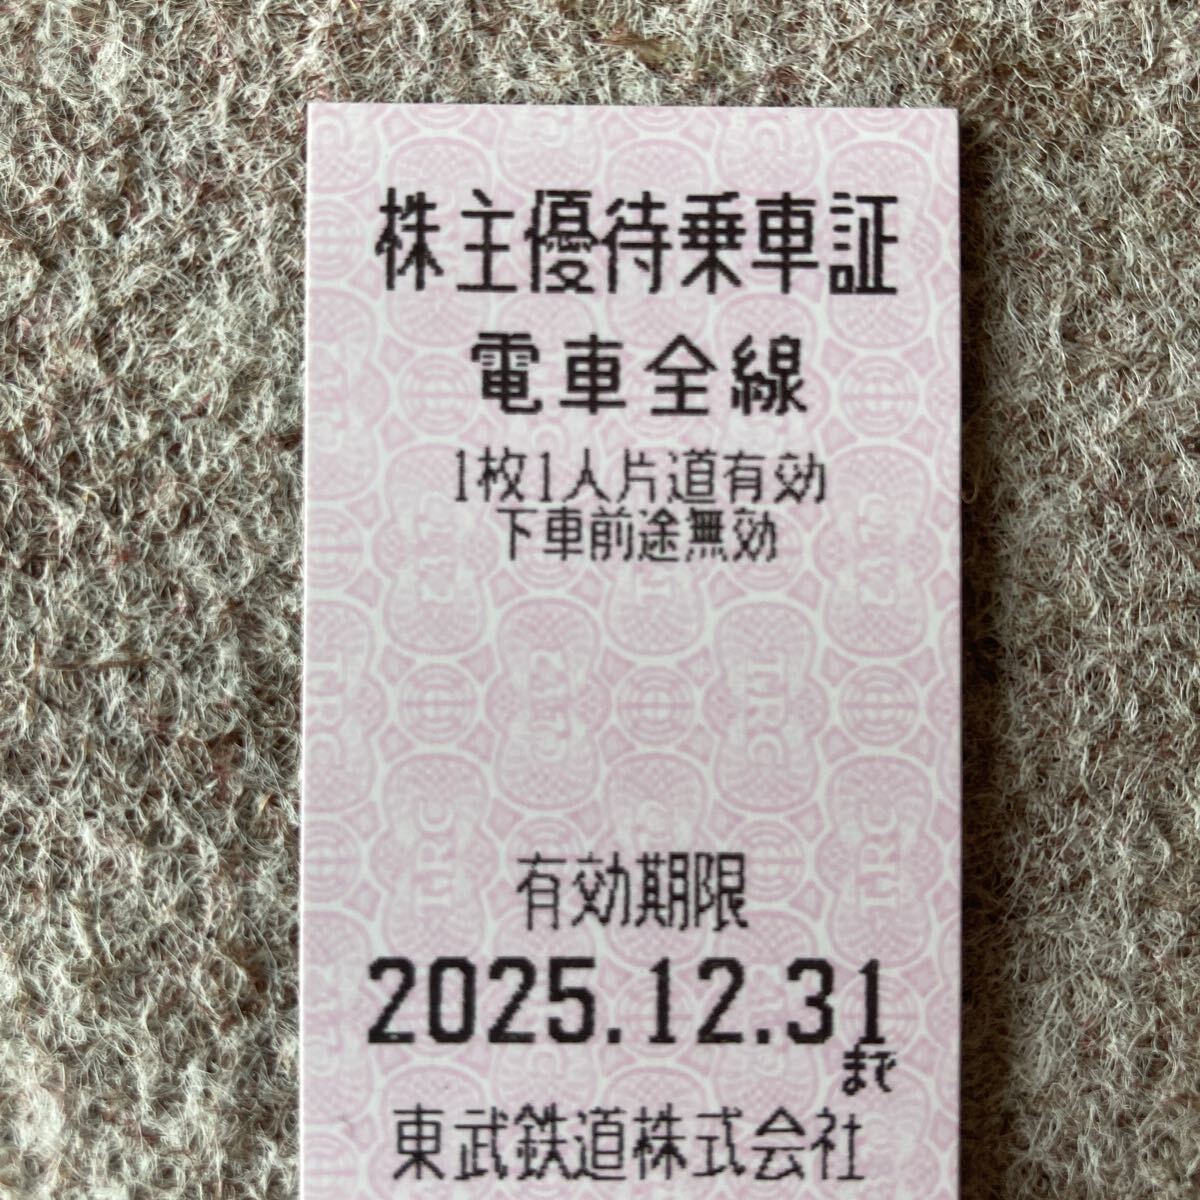 株主優待乗車証
電車全線
1枚1人片道有効
下車前途無効
有効期限
2025.12.31
まで
東武鉄道株式会社